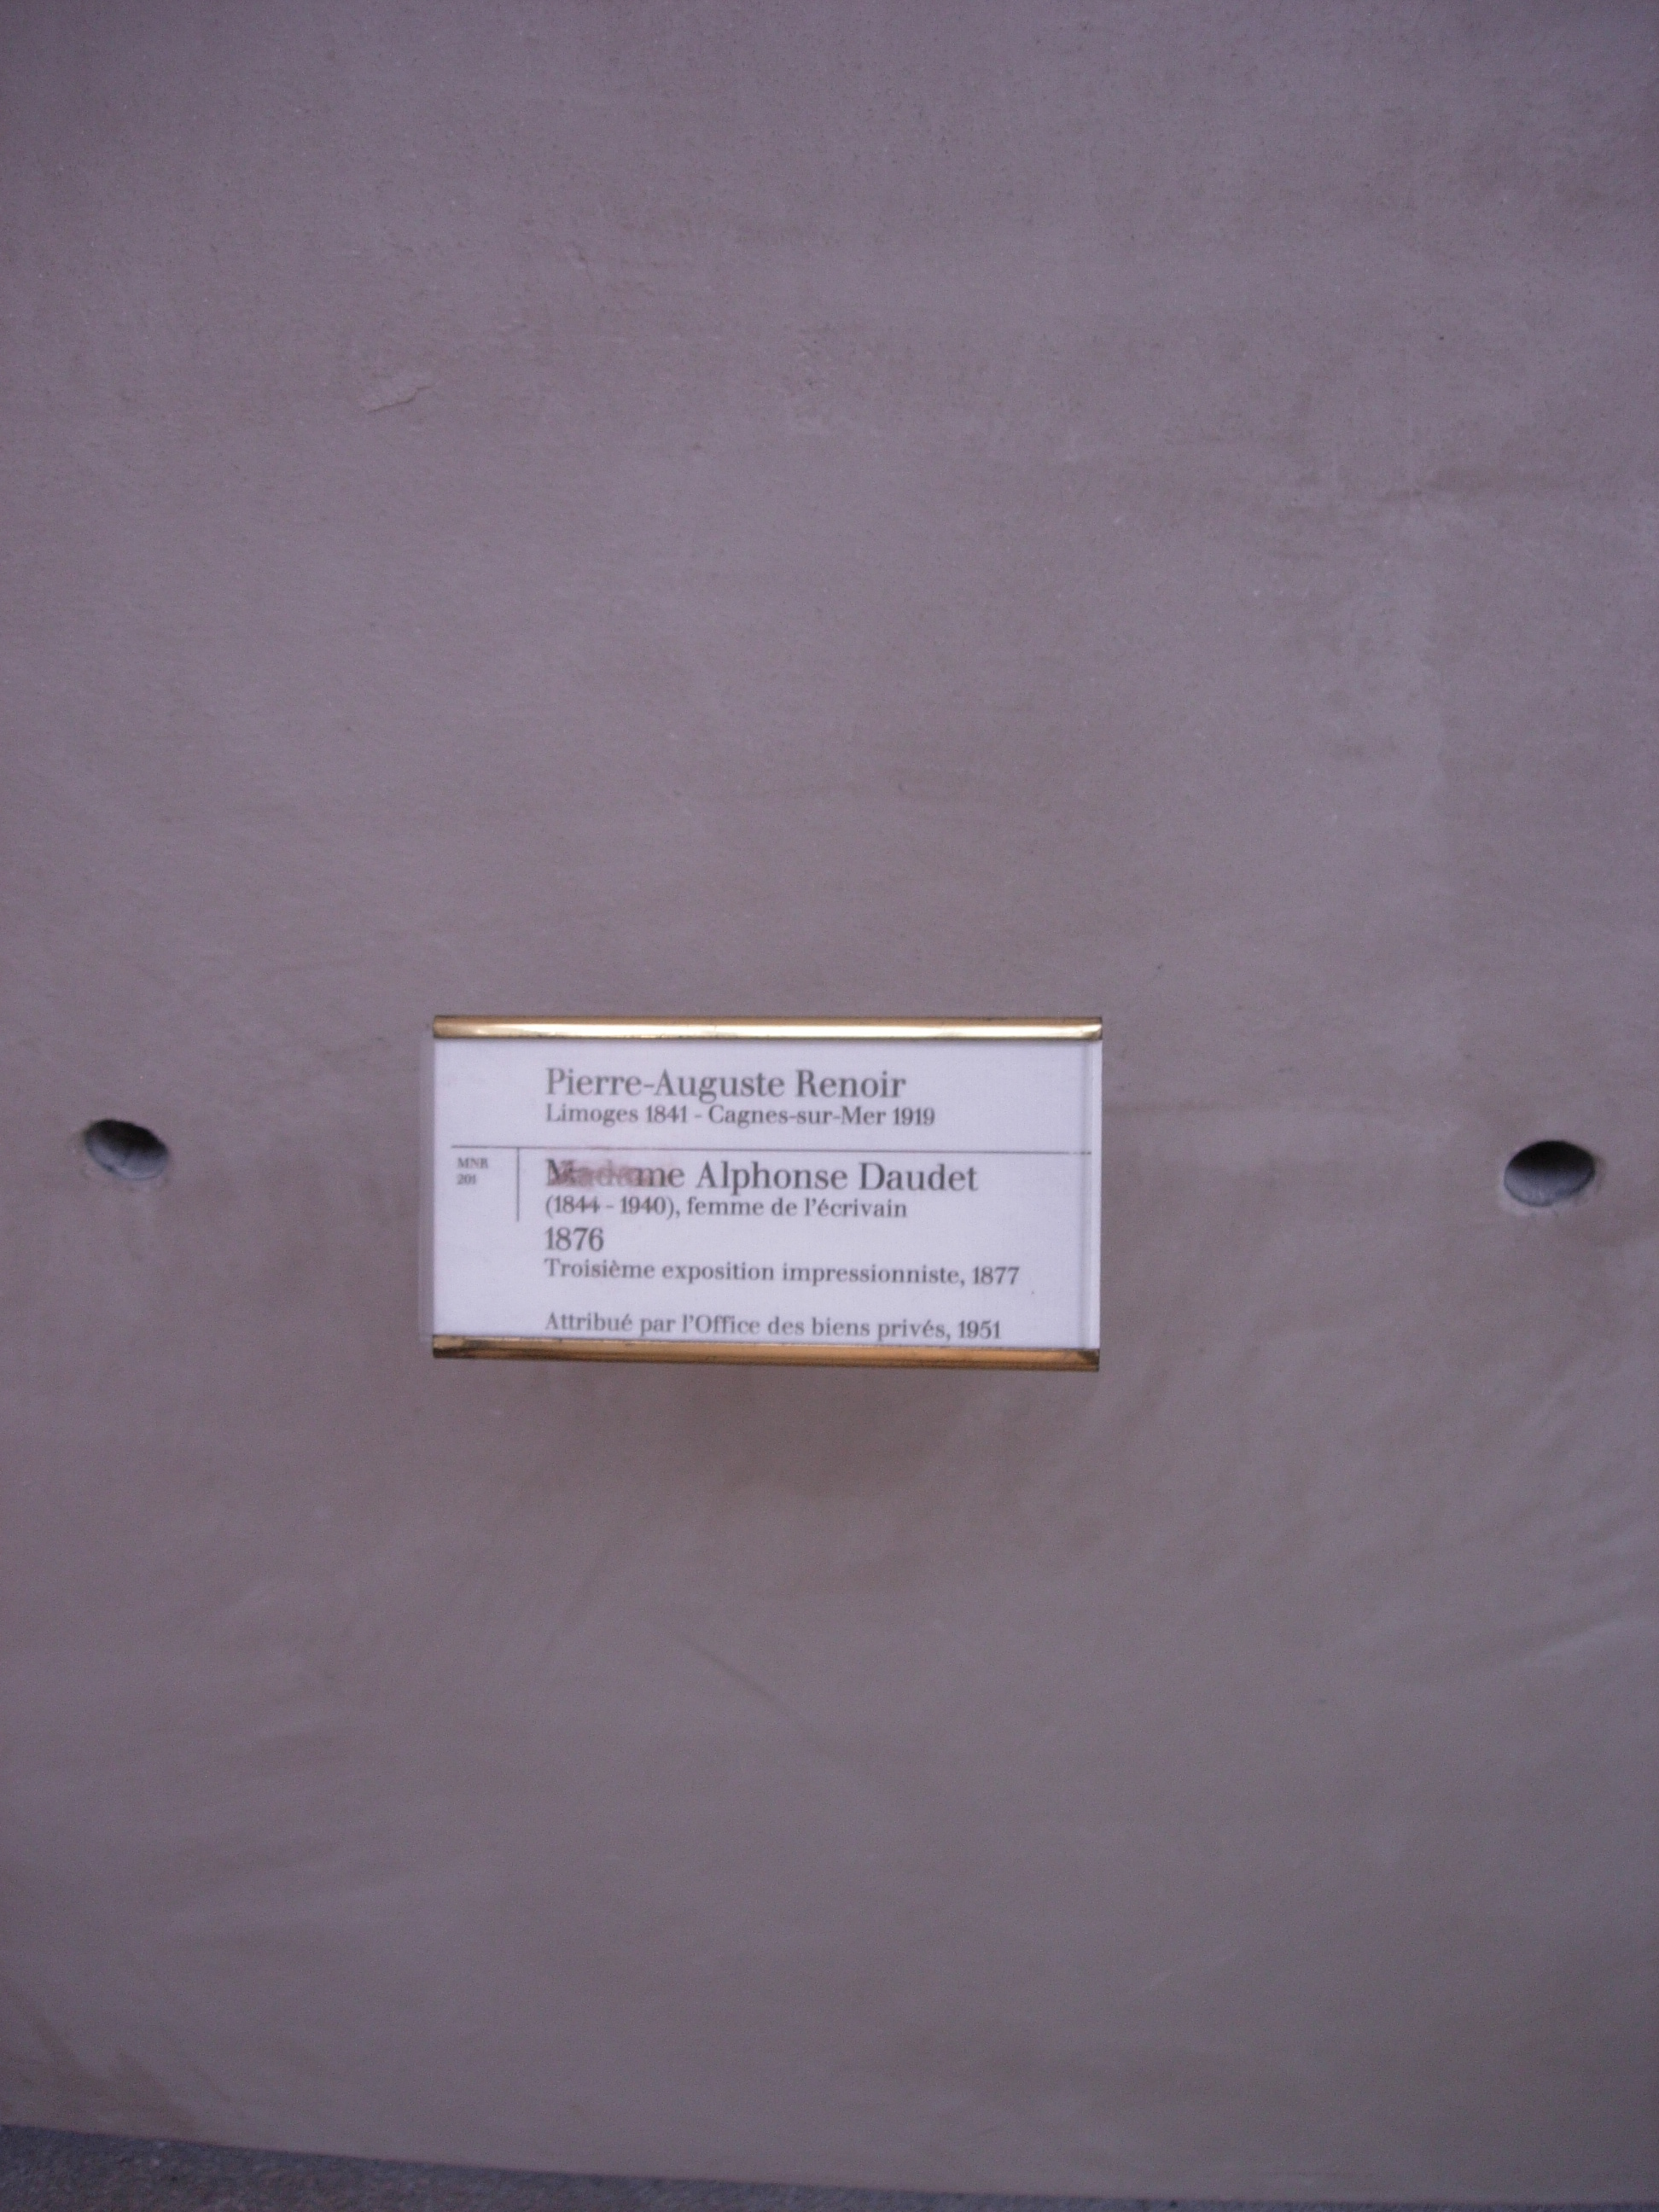 Pierre-Auguste Renoir
Limoges 1841 - Cagnes-sur-Mer 1919
MNR
201
Madame Alphonse Daudet
(1844 - 1940), femme de l'écrivain
1876
Troisième exposition impressionniste, 1877
Attribué par l'Office des biens privés, 1951